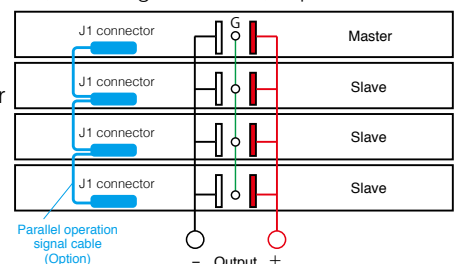 J1 connector
G
Master
J1 connector
Slave
r
J1 connector
Slave
J1 connector
Slave
Parallel operation
signal cable
(Option)
− Output +